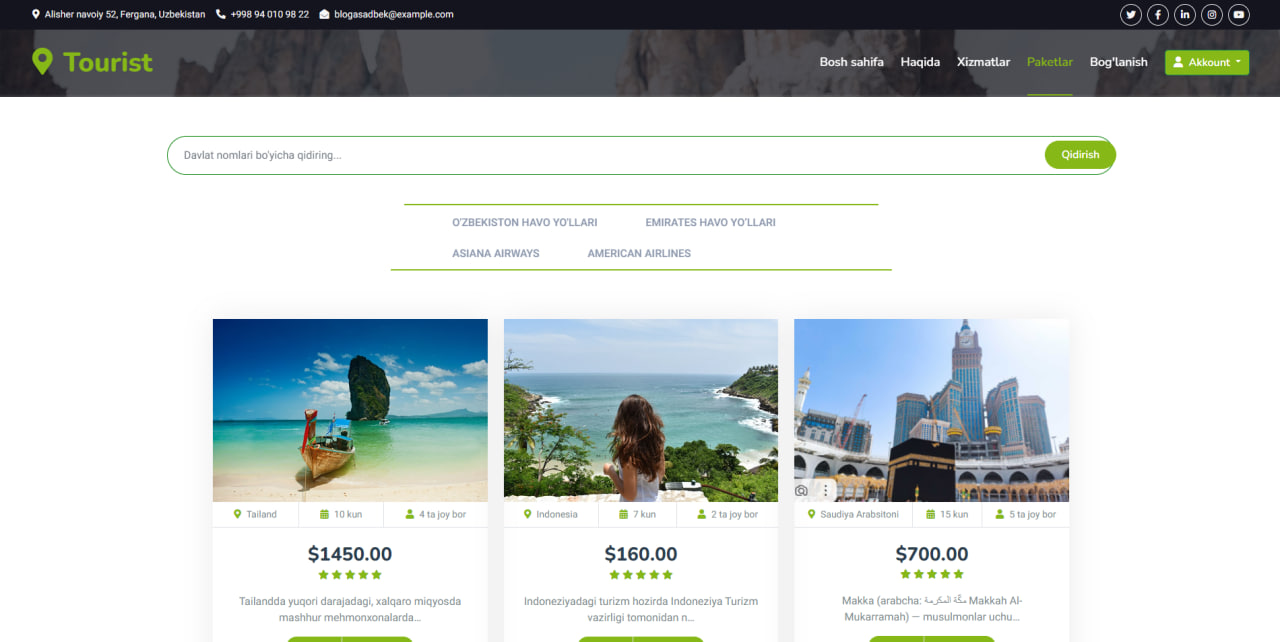 Alisher navoiy 52, Fergana, Uzbekistan +998 94 010 98 22 blogasadbek@example.com
Tourist
Bosh sahifa Haqida Xizmatlar Paketlar Bog'lanish Akkount
Davlat nomlari bo'yicha qidiring... Qidirish
O'ZBEKISTON HAVO YO'LLARI EMIRATES HAVO YO'LLARI
ASIANA AIRWAYS AMERICAN AIRLINES
Tailand 10 kun 4 ta joy bor
Indonesia 7 kun 2 ta joy bor
Saudiya Arabsitoni 15 kun 5 ta joy bor
$1450.00
$160.00
$700.00
Tailandda yuqori darajadagi, xalqaro miqyosda
mashhur mehmonxonalarda...
Indoneziyadagi turizm hozirda Indoneziya Turizm
vazirligi tomonidan n...
Makka (arabcha: مكّة المكرمة Makkah Al-
Mukarramah) — musulmonlar uchu...